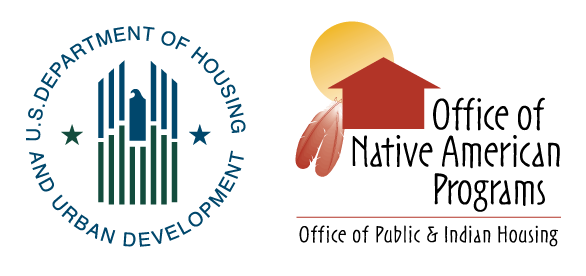 U.S. DEPARTMENT OF HOUSING
AND URBAN DEVELOPMENT
Office of
Native American
Programs
Office of Public & Indian Housing